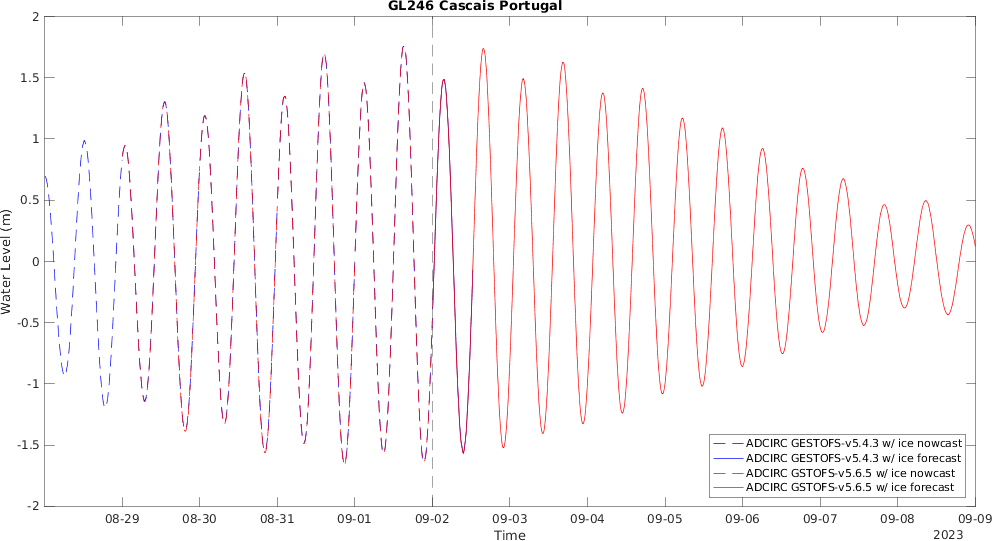 GL246 Cascais Portugal
2
1.5
1
0.5
0
-0.5
-1
-1.5
-2
Water Level (m)
08-29 08-30 08-31 09-01 09-02 09-03 09-04 09-05 09-06 09-07 09-08 09-09
Time
2023
ADCIRC GESTOFS-v5.4.3 w/ ice nowcast
ADCIRC GESTOFS-v5.4.3 w/ ice forecast
ADCIRC GSTOFS-v5.6.5 w/ ice nowcast
ADCIRC GSTOFS-v5.6.5 w/ ice forecast